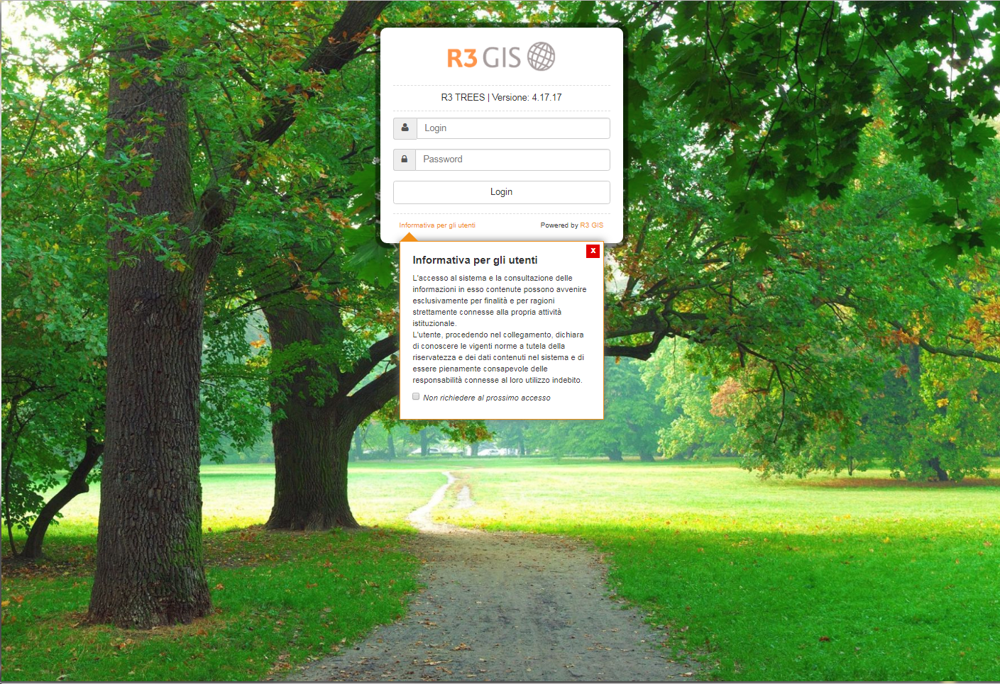 R3 GIS
R3 TREES | Versione: 4.17.17
Login
Password
Login
Informativa per gli utenti
Powered by R3 GIS
x
Informativa per gli utenti
L'accesso al sistema e la consultazione delle
informazioni in esso contenute possono avvenire
esclusivamente per finalità e per ragioni
strettamente connesse alla propria attività
istituzionale.
L'utente, procedendo nel collegamento, dichiara
di conoscere le vigenti norme a tutela della
riservatezza e dei dati contenuti nel sistema e di
essere pienamente consapevole delle
responsabilità connesse al loro utilizzo indebito.
Non richiedere al prossimo accesso